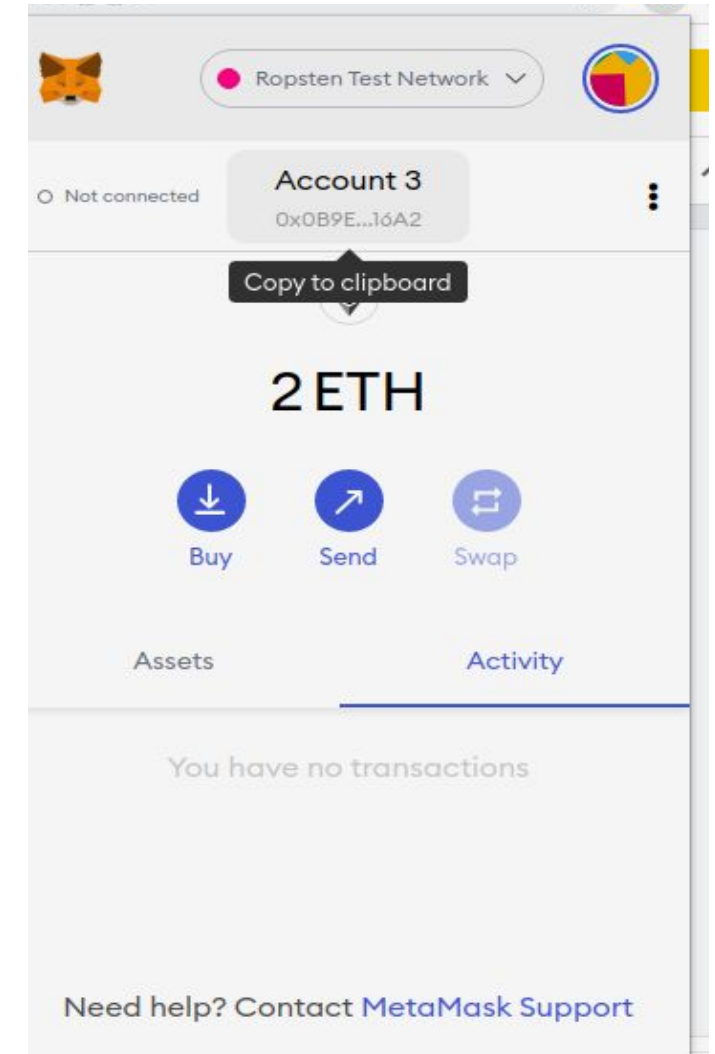 Ropsten Test Network
Not connected
Account 3
0x0B9E...16A2
Copy to clipboard
2 ETH
Buy Send Swap
Assets Activity
You have no transactions
Need help? Contact MetaMask Support